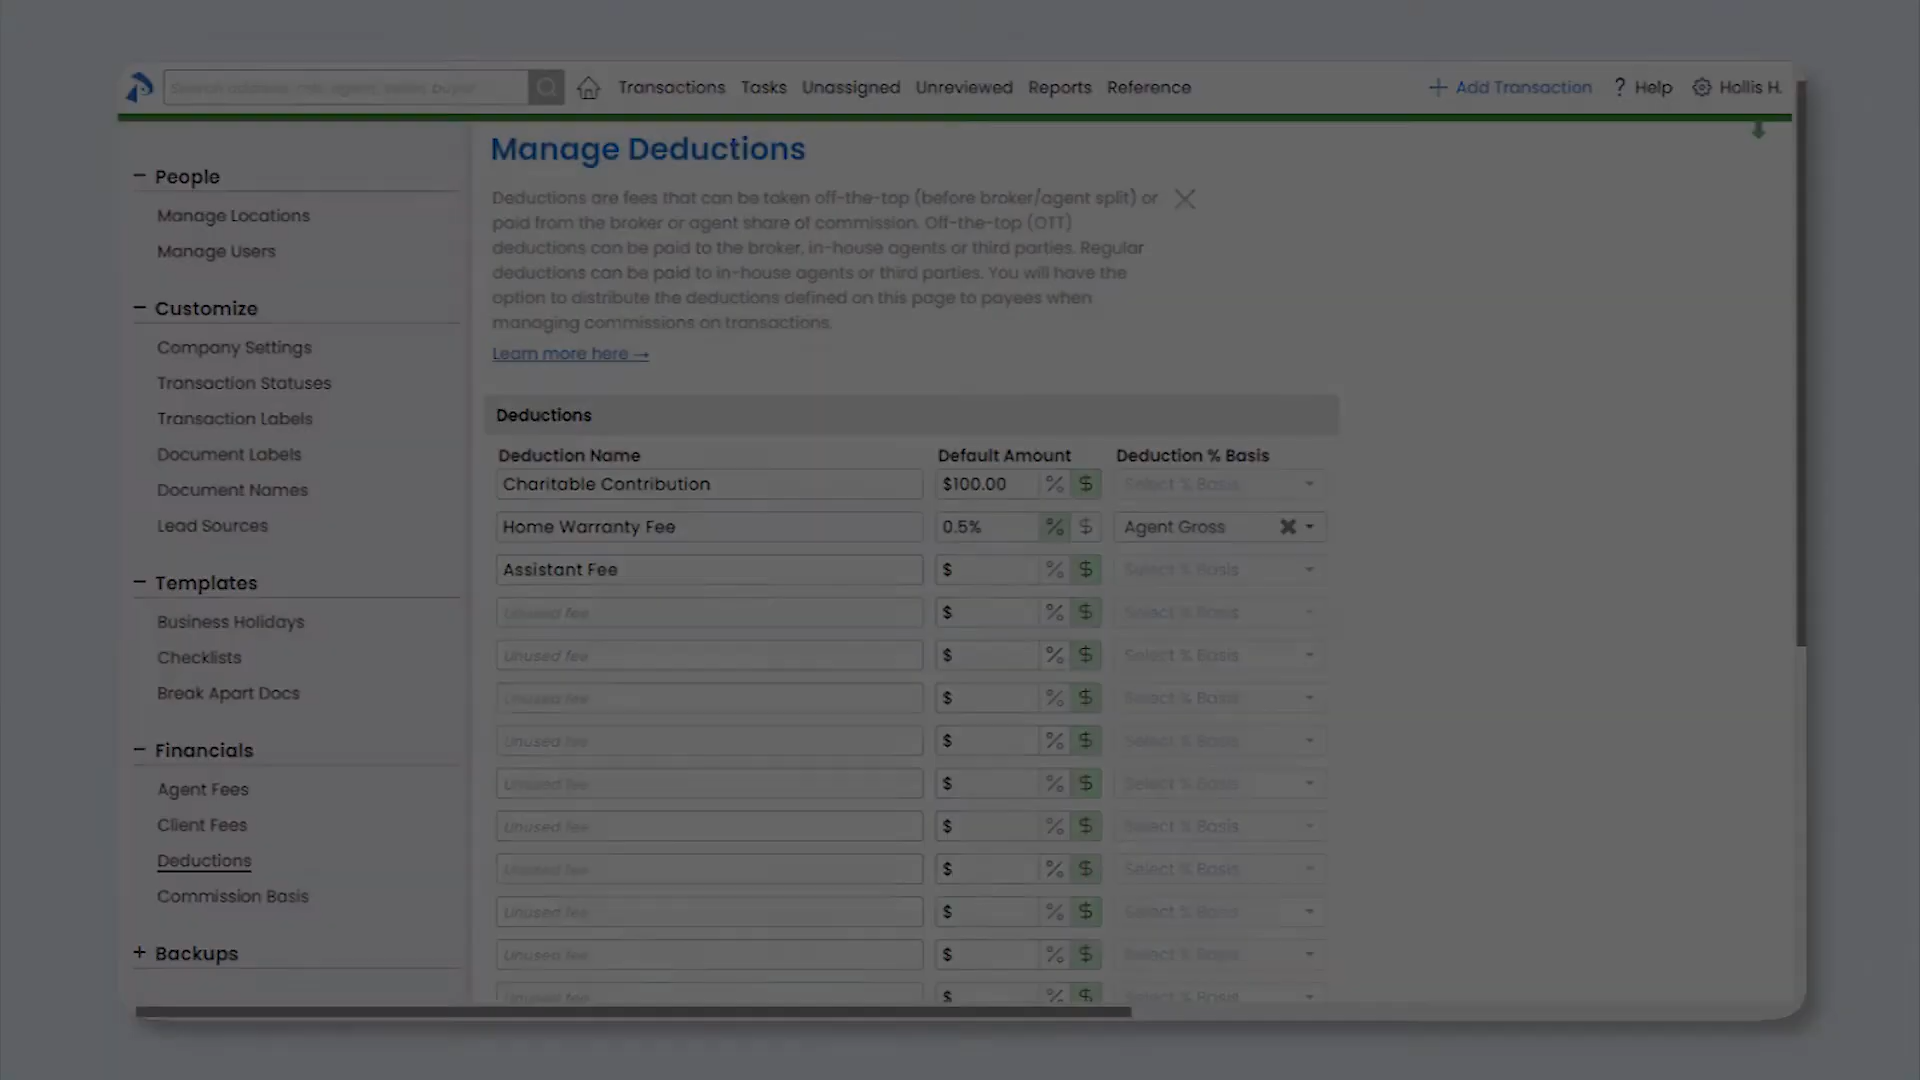 Search address, mls, agent, seller, buyer
Transactions Tasks Unassigned Unreviewed Reports Reference
+ Add Transaction ? Help Hollis H.
− People
Manage Locations
Manage Users
− Customize
Company Settings
Transaction Statuses
Transaction Labels
Document Labels
Document Names
Lead Sources
− Templates
Business Holidays
Checklists
Break Apart Docs
− Financials
Agent Fees
Client Fees
Deductions
Commission Basis
+ Backups
Manage Deductions
Deductions are fees that can be taken off-the-top (before broker/agent split) or
paid from the broker or agent share of commission. Off-the-top (OTT)
deductions can be paid to the broker, in-house agents or third parties. Regular
deductions can be paid to in-house agents or third parties. You will have the
option to distribute the deductions defined on this page to payees when
managing commissions on transactions.
Learn more here →
Deductions
Deduction Name Default Amount Deduction % Basis
Charitable Contribution $100.00 % $ Select % Basis
Home Warranty Fee 0.5% % $ Agent Gross
Assistant Fee $ % $ Select % Basis
Unused fee $ % $ Select % Basis
Unused fee $ % $ Select % Basis
Unused fee $ % $ Select % Basis
Unused fee $ % $ Select % Basis
Unused fee $ % $ Select % Basis
Unused fee $ % $ Select % Basis
Unused fee $ % $ Select % Basis
Unused fee $ % $ Select % Basis
Unused fee $ % $ Select % Basis
Unused fee $ % $ Select % Basis